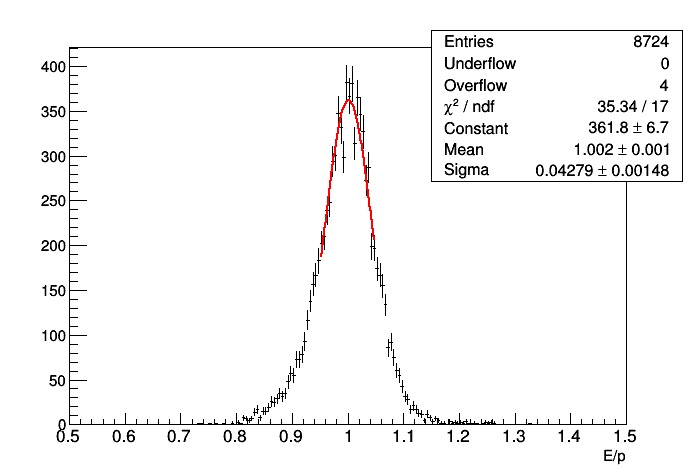 Entries 8724
Underflow 0
Overflow 4
χ² / ndf 35.34 / 17
Constant 361.8 ± 6.7
Mean 1.002 ± 0.001
Sigma 0.04279 ± 0.00148
400
350
300
250
200
150
100
50
0
0.5 0.6 0.7 0.8 0.9 1 1.1 1.2 1.3 1.4 1.5
E/p